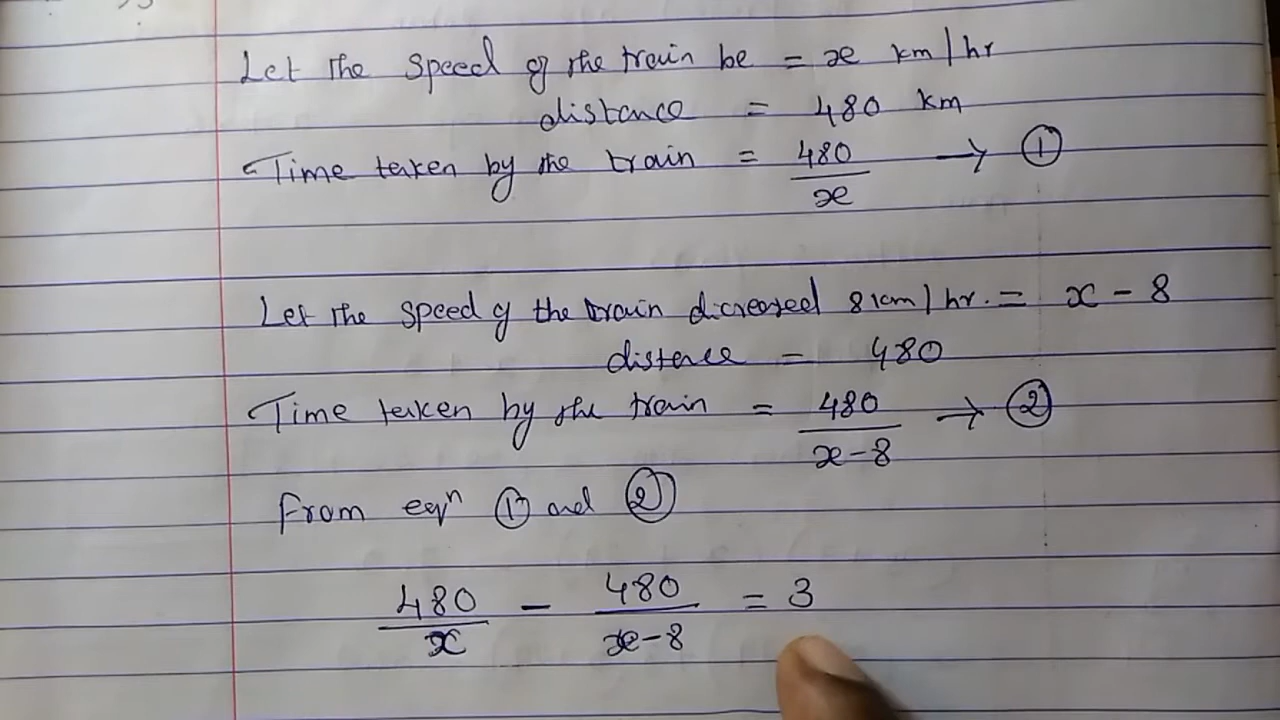 Let the speed of the train be = x km/hr
distance = 480 km
Time taken by the train = 480/x → ①
Let the speed of the train dicreased 8 km/hr. = x - 8
distance = 480
Time taken by the train = 480/x-8 → ②
From eqⁿ ① and ②
480/x - 480/x-8 = 3